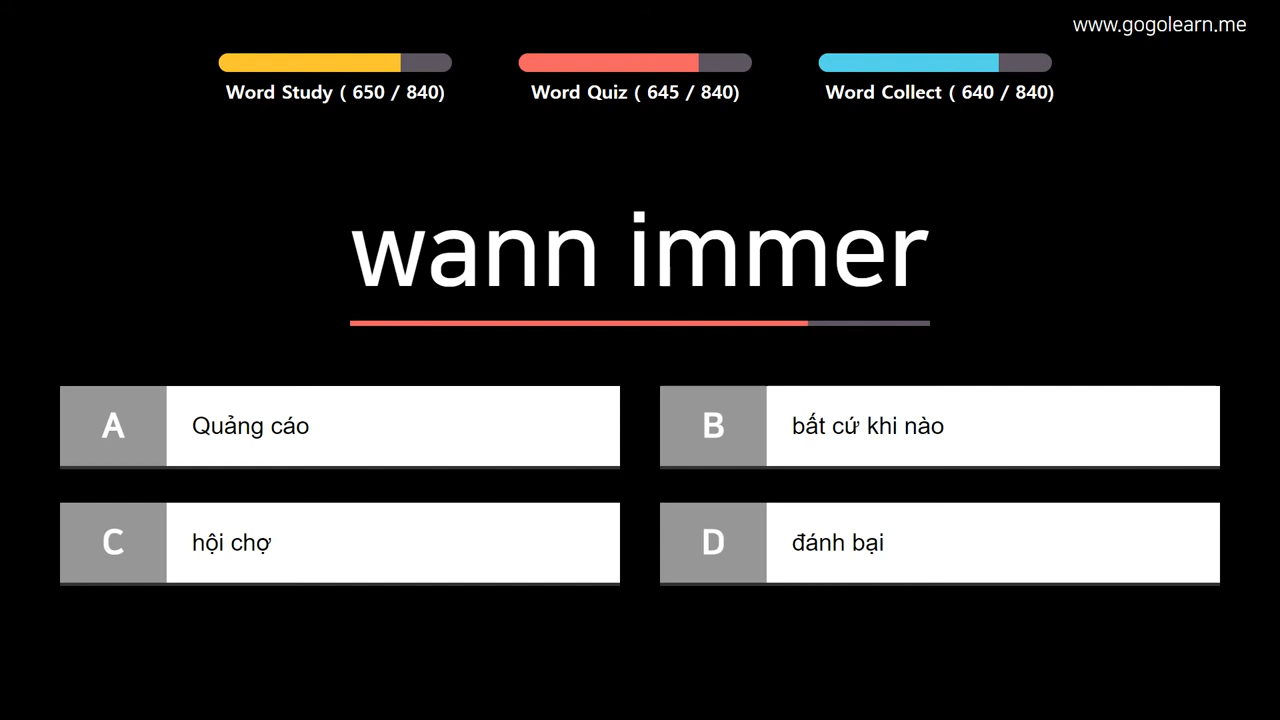 www.gogolearn.me
Word Study ( 650 / 840)
Word Quiz ( 645 / 840)
Word Collect ( 640 / 840)
wann immer
A
Quảng cáo
B
bất cứ khi nào
C
hội chợ
D
đánh bại